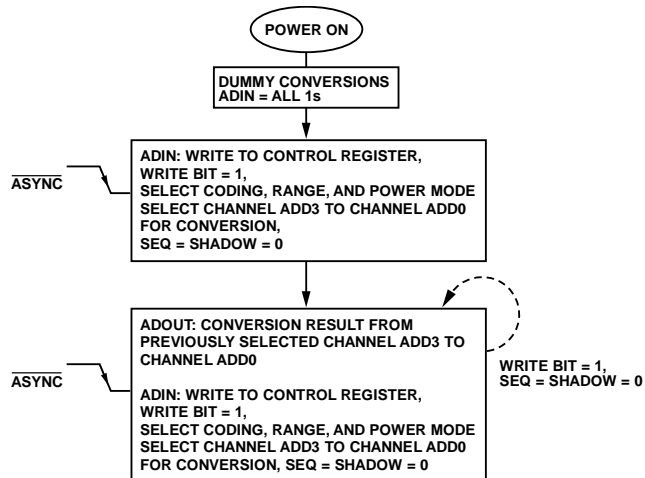 POWER ON
DUMMY CONVERSIONS
ADIN = ALL 1s
ASYNC
ADIN: WRITE TO CONTROL REGISTER,
WRITE BIT = 1,
SELECT CODING, RANGE, AND POWER MODE
SELECT CHANNEL ADD3 TO CHANNEL ADD0
FOR CONVERSION,
SEQ = SHADOW = 0
ASYNC
ADOUT: CONVERSION RESULT FROM
PREVIOUSLY SELECTED CHANNEL ADD3 TO
CHANNEL ADD0
ADIN: WRITE TO CONTROL REGISTER,
WRITE BIT = 1,
SELECT CODING, RANGE, AND POWER MODE
SELECT CHANNEL ADD3 TO CHANNEL ADD0
FOR CONVERSION, SEQ = SHADOW = 0
WRITE BIT = 1,
SEQ = SHADOW = 0